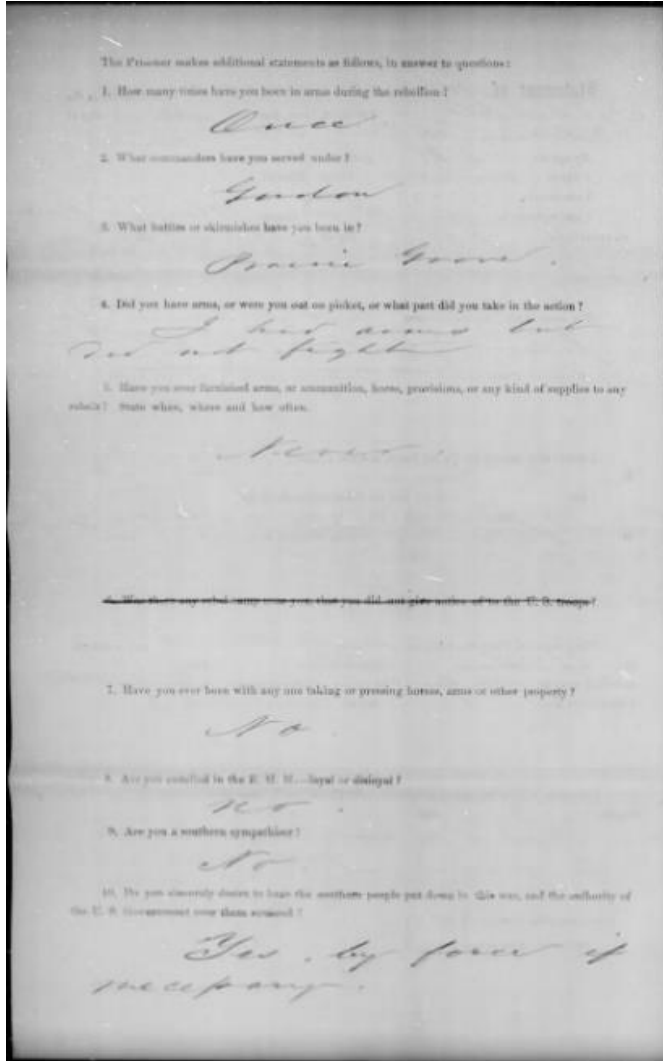 The Prisoner makes additional statements as follows, in answer to questions:
1. How many times have you been in arms during the rebellion?
Once
2. What commanders have you served under?
Gordon
3. What battles or skirmishes have you been in?
Prairie Grove.
4. Did you have arms, or were you out on picket, or what part did you take in the action?
I had arms but
did not fight
5. Have you ever furnished arms, or ammunition, horse, provisions, or any kind of supplies to any
rebels? State when, where and how often.
6. Was there any rebel camp near you, that you did not give notice of to the U. S. troops?
7. Have you ever been with any one taking or pressing horses, arms or other property?
No.
8. Are you enrolled in the E. M. M.—loyal or disloyal?
no.
9. Are you a southern sympathizer?
No
10. Do you sincerely desire to have the southern people put down in this war, and the authority of
the U. S. Government over them
Yes, by force if
necessary.